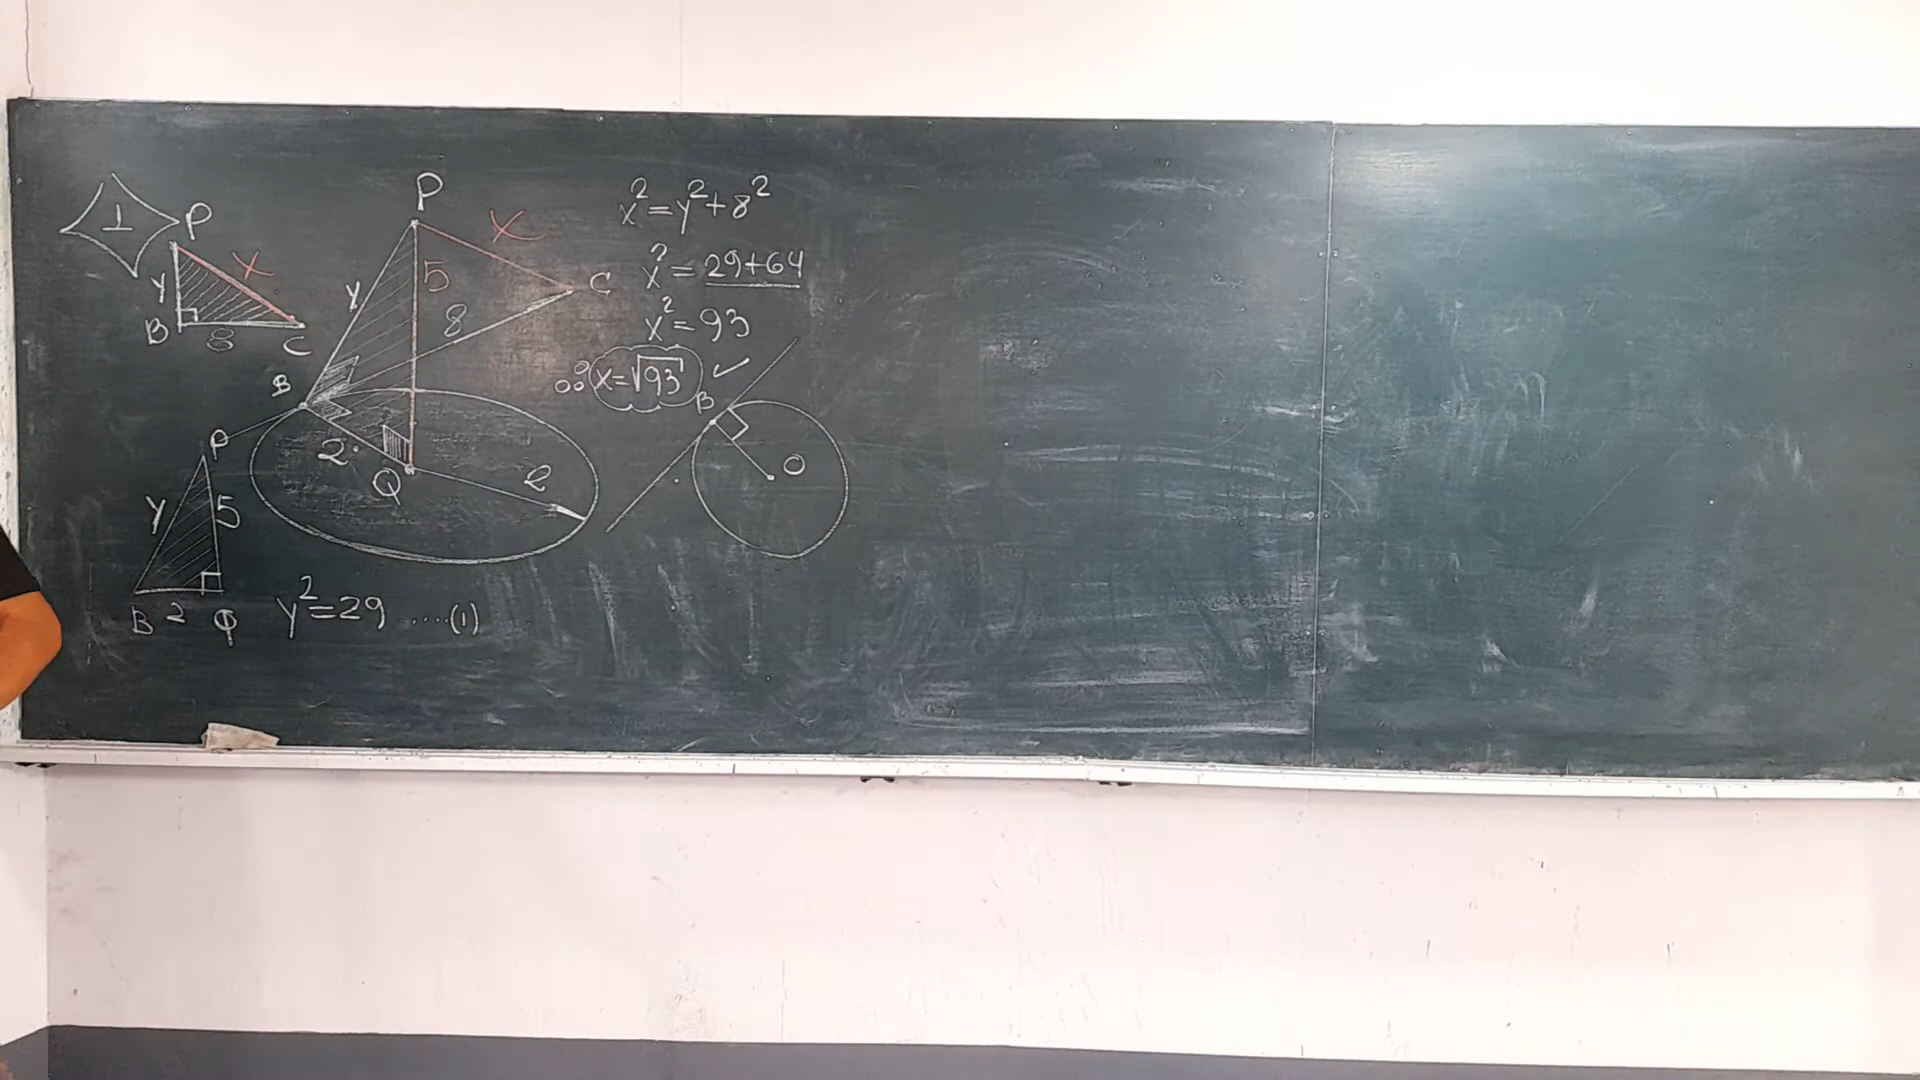 1
P
y
x
B
8
C
P
x
y
5
8
C
B
2
Q
2
P
y
5
B 2 Q
y²=29 .....(1)
x²=y²+8²
x²=29+64
x²=93
x=√93 ✓
B
O